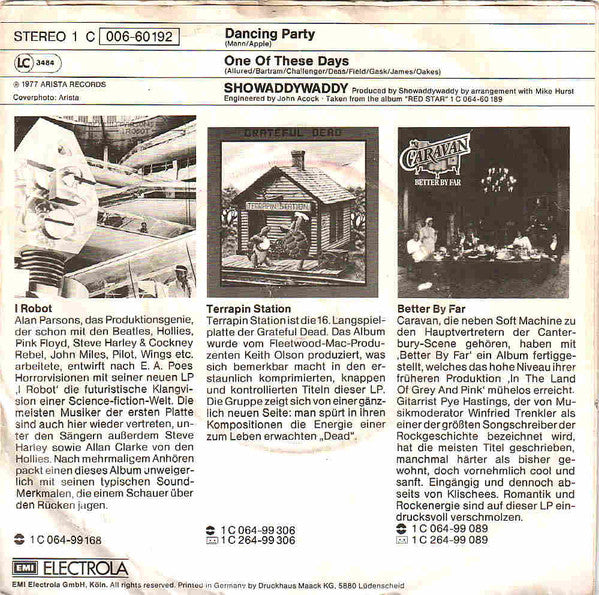 STEREO 1 C 006-60192
Dancing Party
(Mann/Apple)
LC 3484
One Of These Days
(Allured/Bartram/Challenger/Deas/Field/Gask/James/Oakes)
℗ 1977 ARISTA RECORDS
Coverphoto: Arista
SHOWADDYWADDY Produced by Showaddywaddy by arrangement with Mike Hurst
Engineered by John Acock · Taken from the album "RED STAR" 1 C 064-60 189
I ROBOT
GRATEFUL DEAD
TERRAPIN STATION
CARAVAN
BETTER BY FAR
I Robot
Alan Parsons, das Produktionsgenie,
der schon mit den Beatles, Hollies,
Pink Floyd, Steve Harley & Cockney
Rebel, John Miles, Pilot, Wings etc.
arbeitete, entwirft nach E. A. Poes
Horrorvisionen mit seiner neuen LP
„I Robot' die futuristische Klangvi-
sion einer Science-fiction-Welt. Die
meisten Musiker der ersten Platte
sind auch hier wieder vertreten, un-
ter den Sängern außerdem Steve
Harley sowie Allan Clarke von den
Hollies. Nach mehrmaligem Anhören
packt einen dieses Album unweiger-
lich mit seinen typischen Sound-
Merkmalen, die einem Schauer über
den Rücken jagen.
1 C 064-99 168
Terrapin Station
Terrapin Station ist die 16. Langspiel-
platte der Grateful Dead. Das Album
wurde vom Fleetwood-Mac-Produ-
zenten Keith Olson produziert, was
sich bemerkbar macht in den er-
staunlich komprimierten, knappen
und kontrollierten Titeln dieser LP.
Die Gruppe zeigt sich von einer gänz-
lich neuen Seite: man spürt in ihren
Kompositionen die Energie einer
zum Leben erwachten „Dead".
1 C 064-99 306
1 C 264-99 306
Better By Far
Caravan, die neben Soft Machine zu
den Hauptvertretern der Canter-
bury-Scene gehören, haben mit
‚Better By Far' ein Album fertigge-
stellt, welches das hohe Niveau ihrer
früheren Produktion ‚In The Land
Of Grey And Pink' mühelos erreicht.
Gitarrist Pye Hastings, der von Mu-
sikmoderator Winfried Trenkler als
einer der größten Songschreiber der
Rockgeschichte bezeichnet wird,
hat die meisten Titel geschrieben,
manchmal härter als bisher ge-
wohnt, doch vornehmlich cool und
sanft. Eingängig und dennoch ab-
seits von Klischees. Romantik und
Rockenergie sind auf dieser LP ein-
drucksvoll verschmolzen.
1 C 064-99 089
1 C 264-99 089
EMI ELECTROLA
EMI Electrola GmbH, Köln. All rights reserved. Printed in Germany by Druckhaus Maack KG, 5880 Lüdenscheid